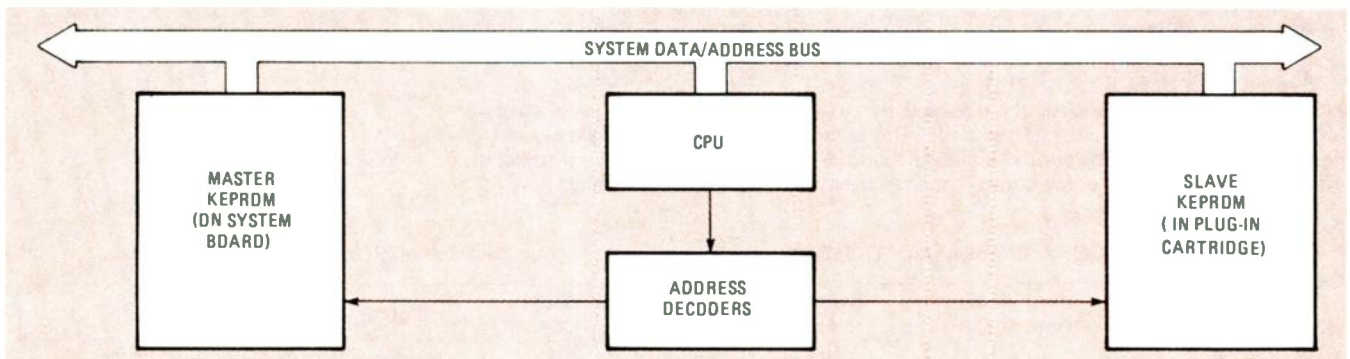 SYSTEM DATA/ADDRESS BUS
MASTER
KEPRDM
(DN SYSTEM
BDARD)
CPU
ADDRESS
DECDDERS
SLAVE
KEPRDM
( IN PLUG-IN
CARTRIDGE)